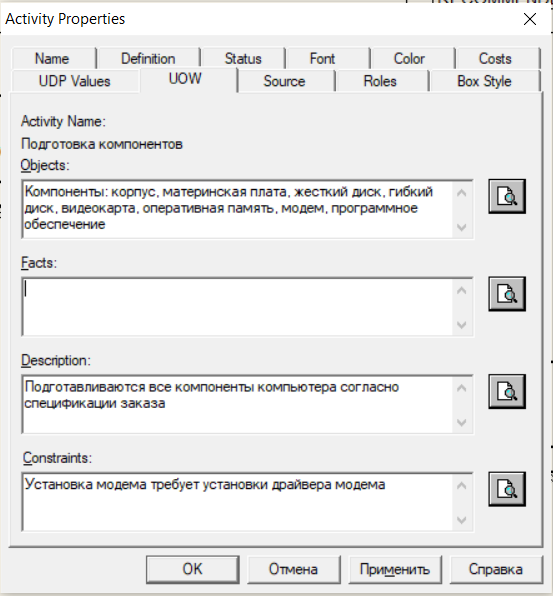 Activity Properties
Name Definition Status Font Color Costs
UDP Values UOW Source Roles Box Style
Activity Name:
Подготовка компонентов
Objects:
Компоненты: корпус, материнская плата, жесткий диск, гибкий
диск, видеокарта, оперативная память, модем, программное
обеспечение
Facts:
Description:
Подготавливаются все компоненты компьютера согласно
спецификации заказа
Constraints:
Установка модема требует установки драйвера модема
OK Отмена Применить Справка